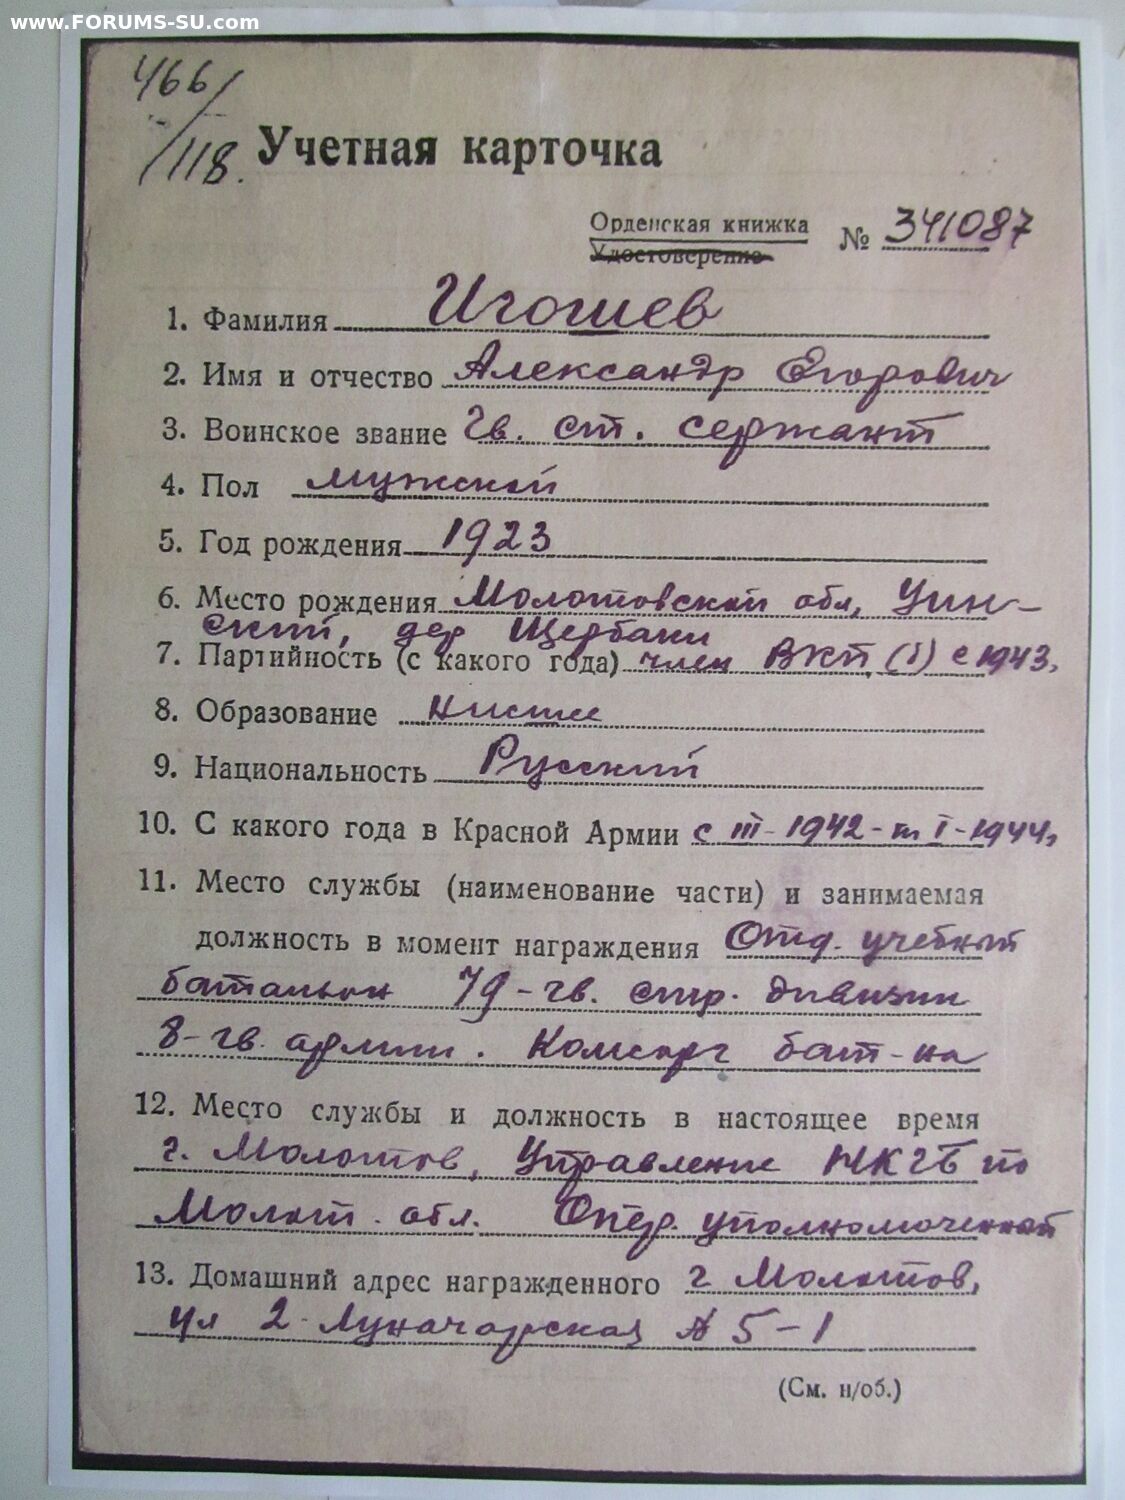 www.FORUMS-SU.com
466/118.
Учетная карточка
Орденская книжка № 341087
Удостоверение
1. Фамилия Игошев
2. Имя и отчество Александр Егорович
3. Воинское звание Гв. ст. сержант
4. Пол мужской
5. Год рождения 1923
6. Место рождения Молотовской обл, Уин-
ский, дер Щербаки
7. Партийность (с какого года) член ВКП(б) с 1943.
8. Образование низшее
9. Национальность Русский
10. С какого года в Красной Армии с III-1942-по I-1944г
11. Место службы (наименование части) и занимаемая
должность в момент награждения Отд. учебный
батальон 79-гв. стр. дивизии
8-гв. армии. Комсорг бат-на
12. Место службы и должность в настоящее время
г. Молотов, Управление МГБ по
Молот. обл. Опер. уполномоченный
13. Домашний адрес награжденного г Молотов,
ул 2-Луначарская № 5-1
(См. н/об.)